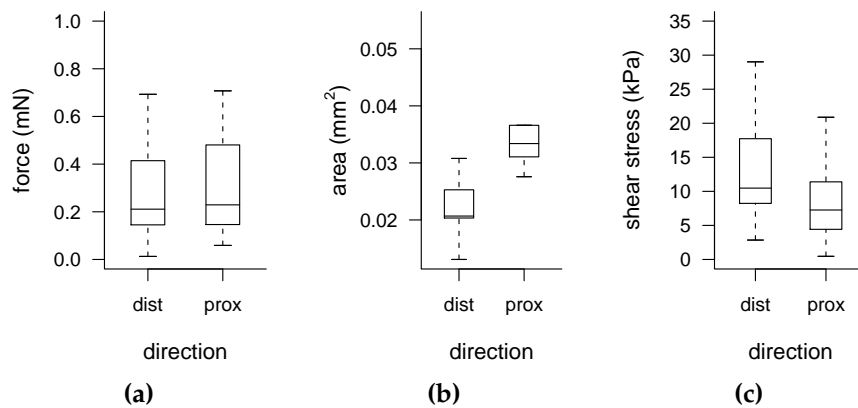 force (mN)
1.0
0.8
0.6
0.4
0.2
0.0
dist prox
direction
(a)
area (mm²)
0.05
0.04
0.03
0.02
dist prox
direction
(b)
shear stress (kPa)
35
30
25
20
15
10
5
0
dist prox
direction
(c)